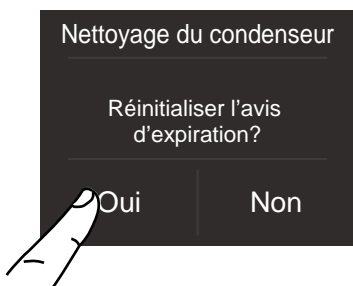 Nettoyage du condenseur
Réinitialiser l’avis
d’expiration?
Oui
Non